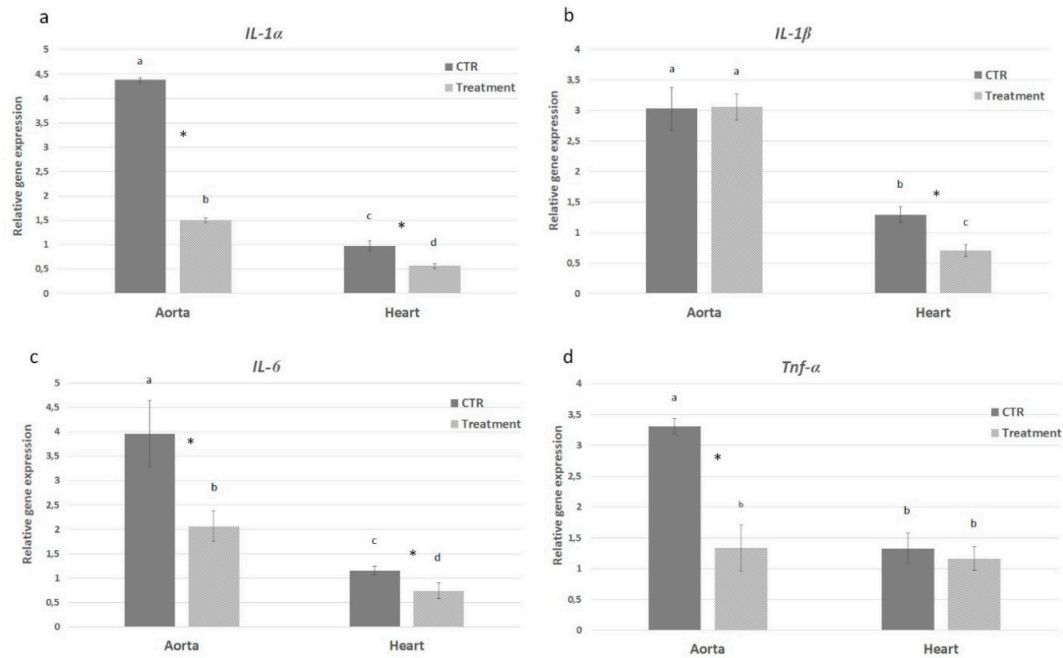 a
IL-1α
Relative gene expression
5
4,5
4
3,5
3
2,5
2
1,5
1
0,5
0
a
*
b
c
*
d
CTR
Treatment
Aorta
Heart
b
IL-1β
Relative gene expression
4
3,5
3
2,5
2
1,5
1
0,5
0
a
a
b
*
c
CTR
Treatment
Aorta
Heart
c
IL-6
Relative gene expression
5
4,5
4
3,5
3
2,5
2
1,5
1
0,5
0
a
*
b
c
*
d
CTR
Treatment
Aorta
Heart
d
Tnf-α
Relative gene expression
4
3,5
3
2,5
2
1,5
1
0,5
0
a
*
b
b
b
CTR
Treatment
Aorta
Heart